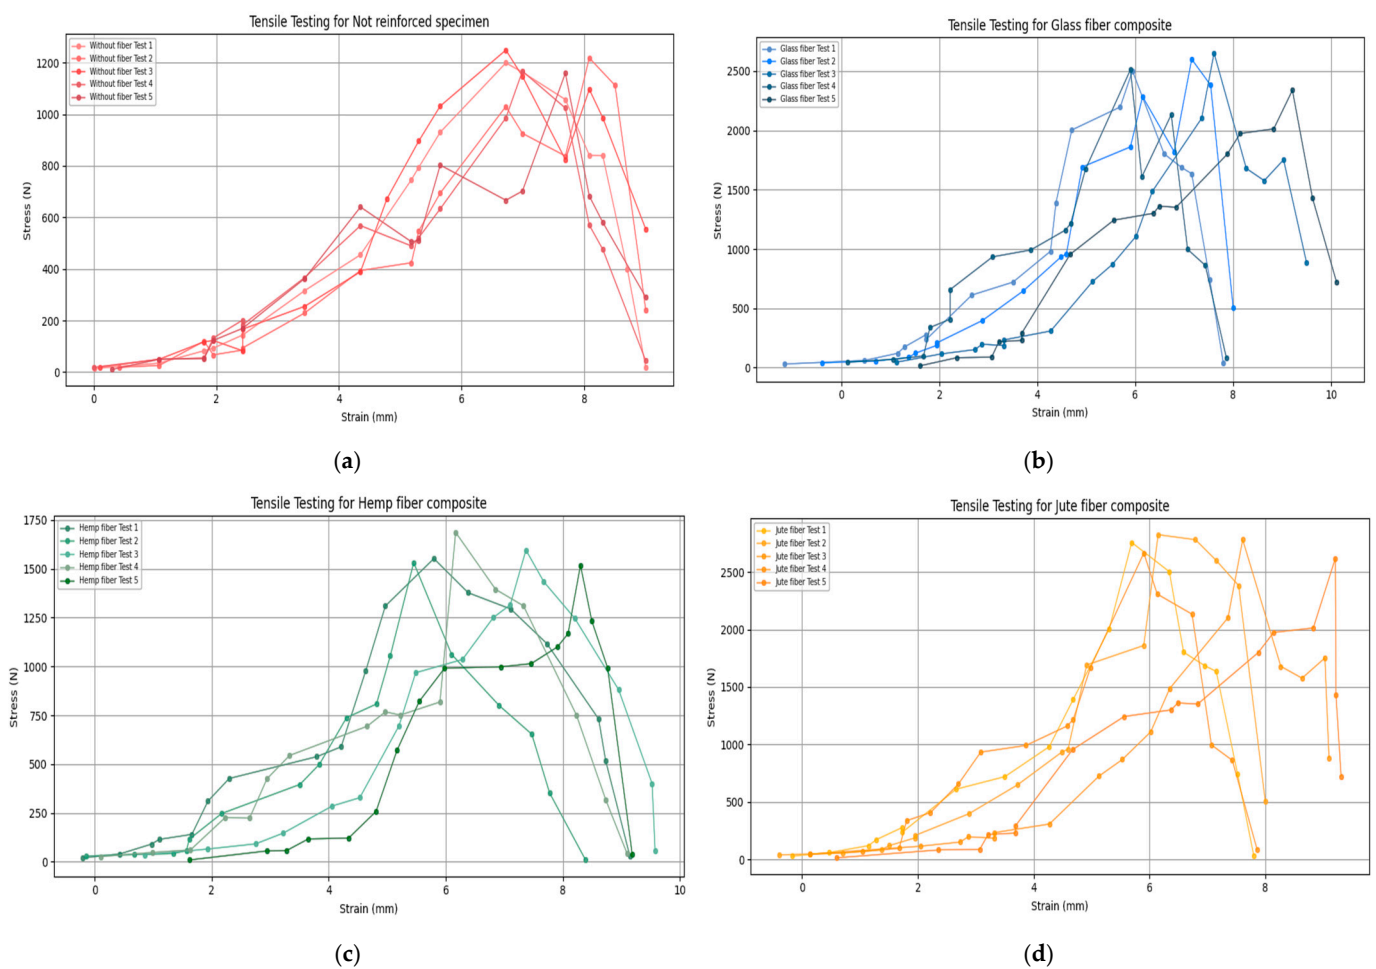 Tensile Testing for Not reinforced specimen
Without fiber Test 1
Without fiber Test 2
Without fiber Test 3
Without fiber Test 4
Without fiber Test 5
Stress (N)
1200
1000
800
600
400
200
0
0 2 4 6 8
Strain (mm)
(a)
Tensile Testing for Glass fiber composite
Glass fiber Test 1
Glass fiber Test 2
Glass fiber Test 3
Glass fiber Test 4
Glass fiber Test 5
Stress (N)
2500
2000
1500
1000
500
0
0 2 4 6 8 10
Strain (mm)
(b)
Tensile Testing for Hemp fiber composite
Hemp fiber Test 1
Hemp fiber Test 2
Hemp fiber Test 3
Hemp fiber Test 4
Hemp fiber Test 5
Stress (N)
1750
1500
1250
1000
750
500
250
0
0 2 4 6 8 10
Strain (mm)
(c)
Tensile Testing for Jute fiber composite
Jute fiber Test 1
Jute fiber Test 2
Jute fiber Test 3
Jute fiber Test 4
Jute fiber Test 5
Stress (N)
2500
2000
1500
1000
500
0
0 2 4 6 8
Strain (mm)
(d)